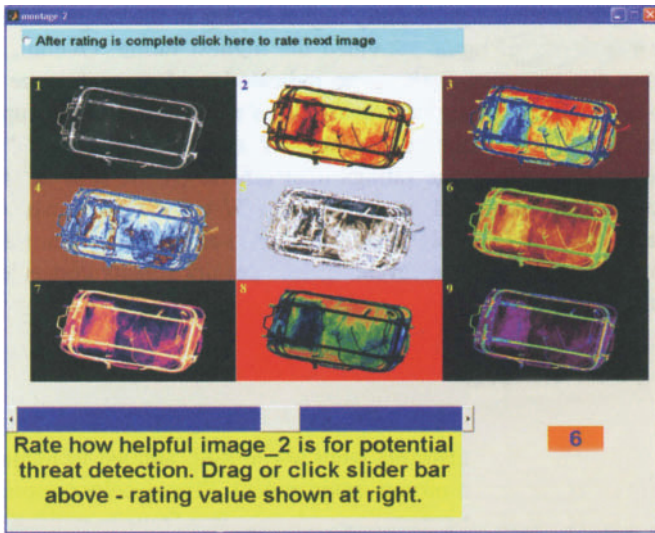 montage_2
After rating is complete click here to rate next image
1
2
3
4
5
6
7
8
9
6
Rate how helpful image_2 is for potential
threat detection. Drag or click slider bar
above - rating value shown at right.